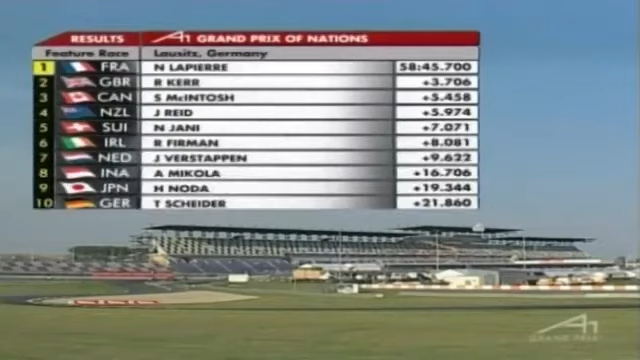 RESULTS A1 GRAND PRIX OF NATIONS
Feature Race Lausitz, Germany
1 FRA N LAPIERRE 58:45.700
2 GBR R KERR +3.706
3 CAN S McINTOSH +5.458
4 NZL J REID +5.974
5 SUI N JANI +7.071
6 IRL R FIRMAN +8.081
7 NED J VERSTAPPEN +9.622
8 INA A MIKOLA +16.706
9 JPN H NODA +19.344
10 GER T SCHEIDER +21.860
A1
GRAND PRIX